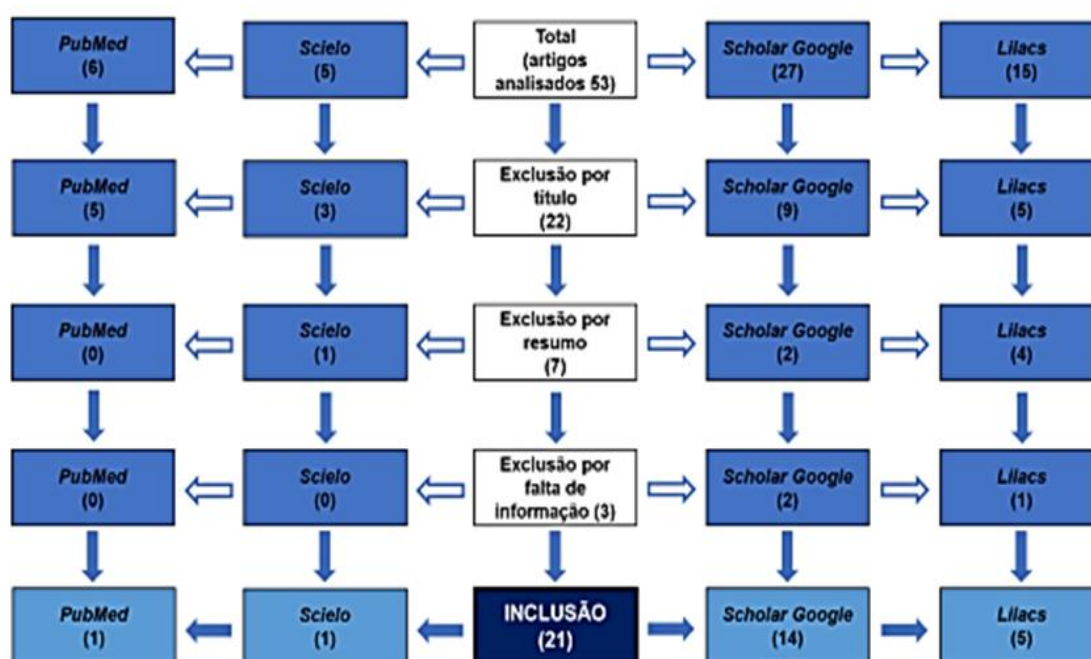 PubMed
(6)
Scielo
(5)
Total
(artigos
analisados 53)
Scholar Google
(27)
Lilacs
(15)
PubMed
(5)
Scielo
(3)
Exclusão por
título
(22)
Scholar Google
(9)
Lilacs
(5)
PubMed
(0)
Scielo
(1)
Exclusão por
resumo
(7)
Scholar Google
(2)
Lilacs
(4)
PubMed
(0)
Scielo
(0)
Exclusão por
falta de
informação (3)
Scholar Google
(2)
Lilacs
(1)
PubMed
(1)
Scielo
(1)
INCLUSÃO
(21)
Scholar Google
(14)
Lilacs
(5)